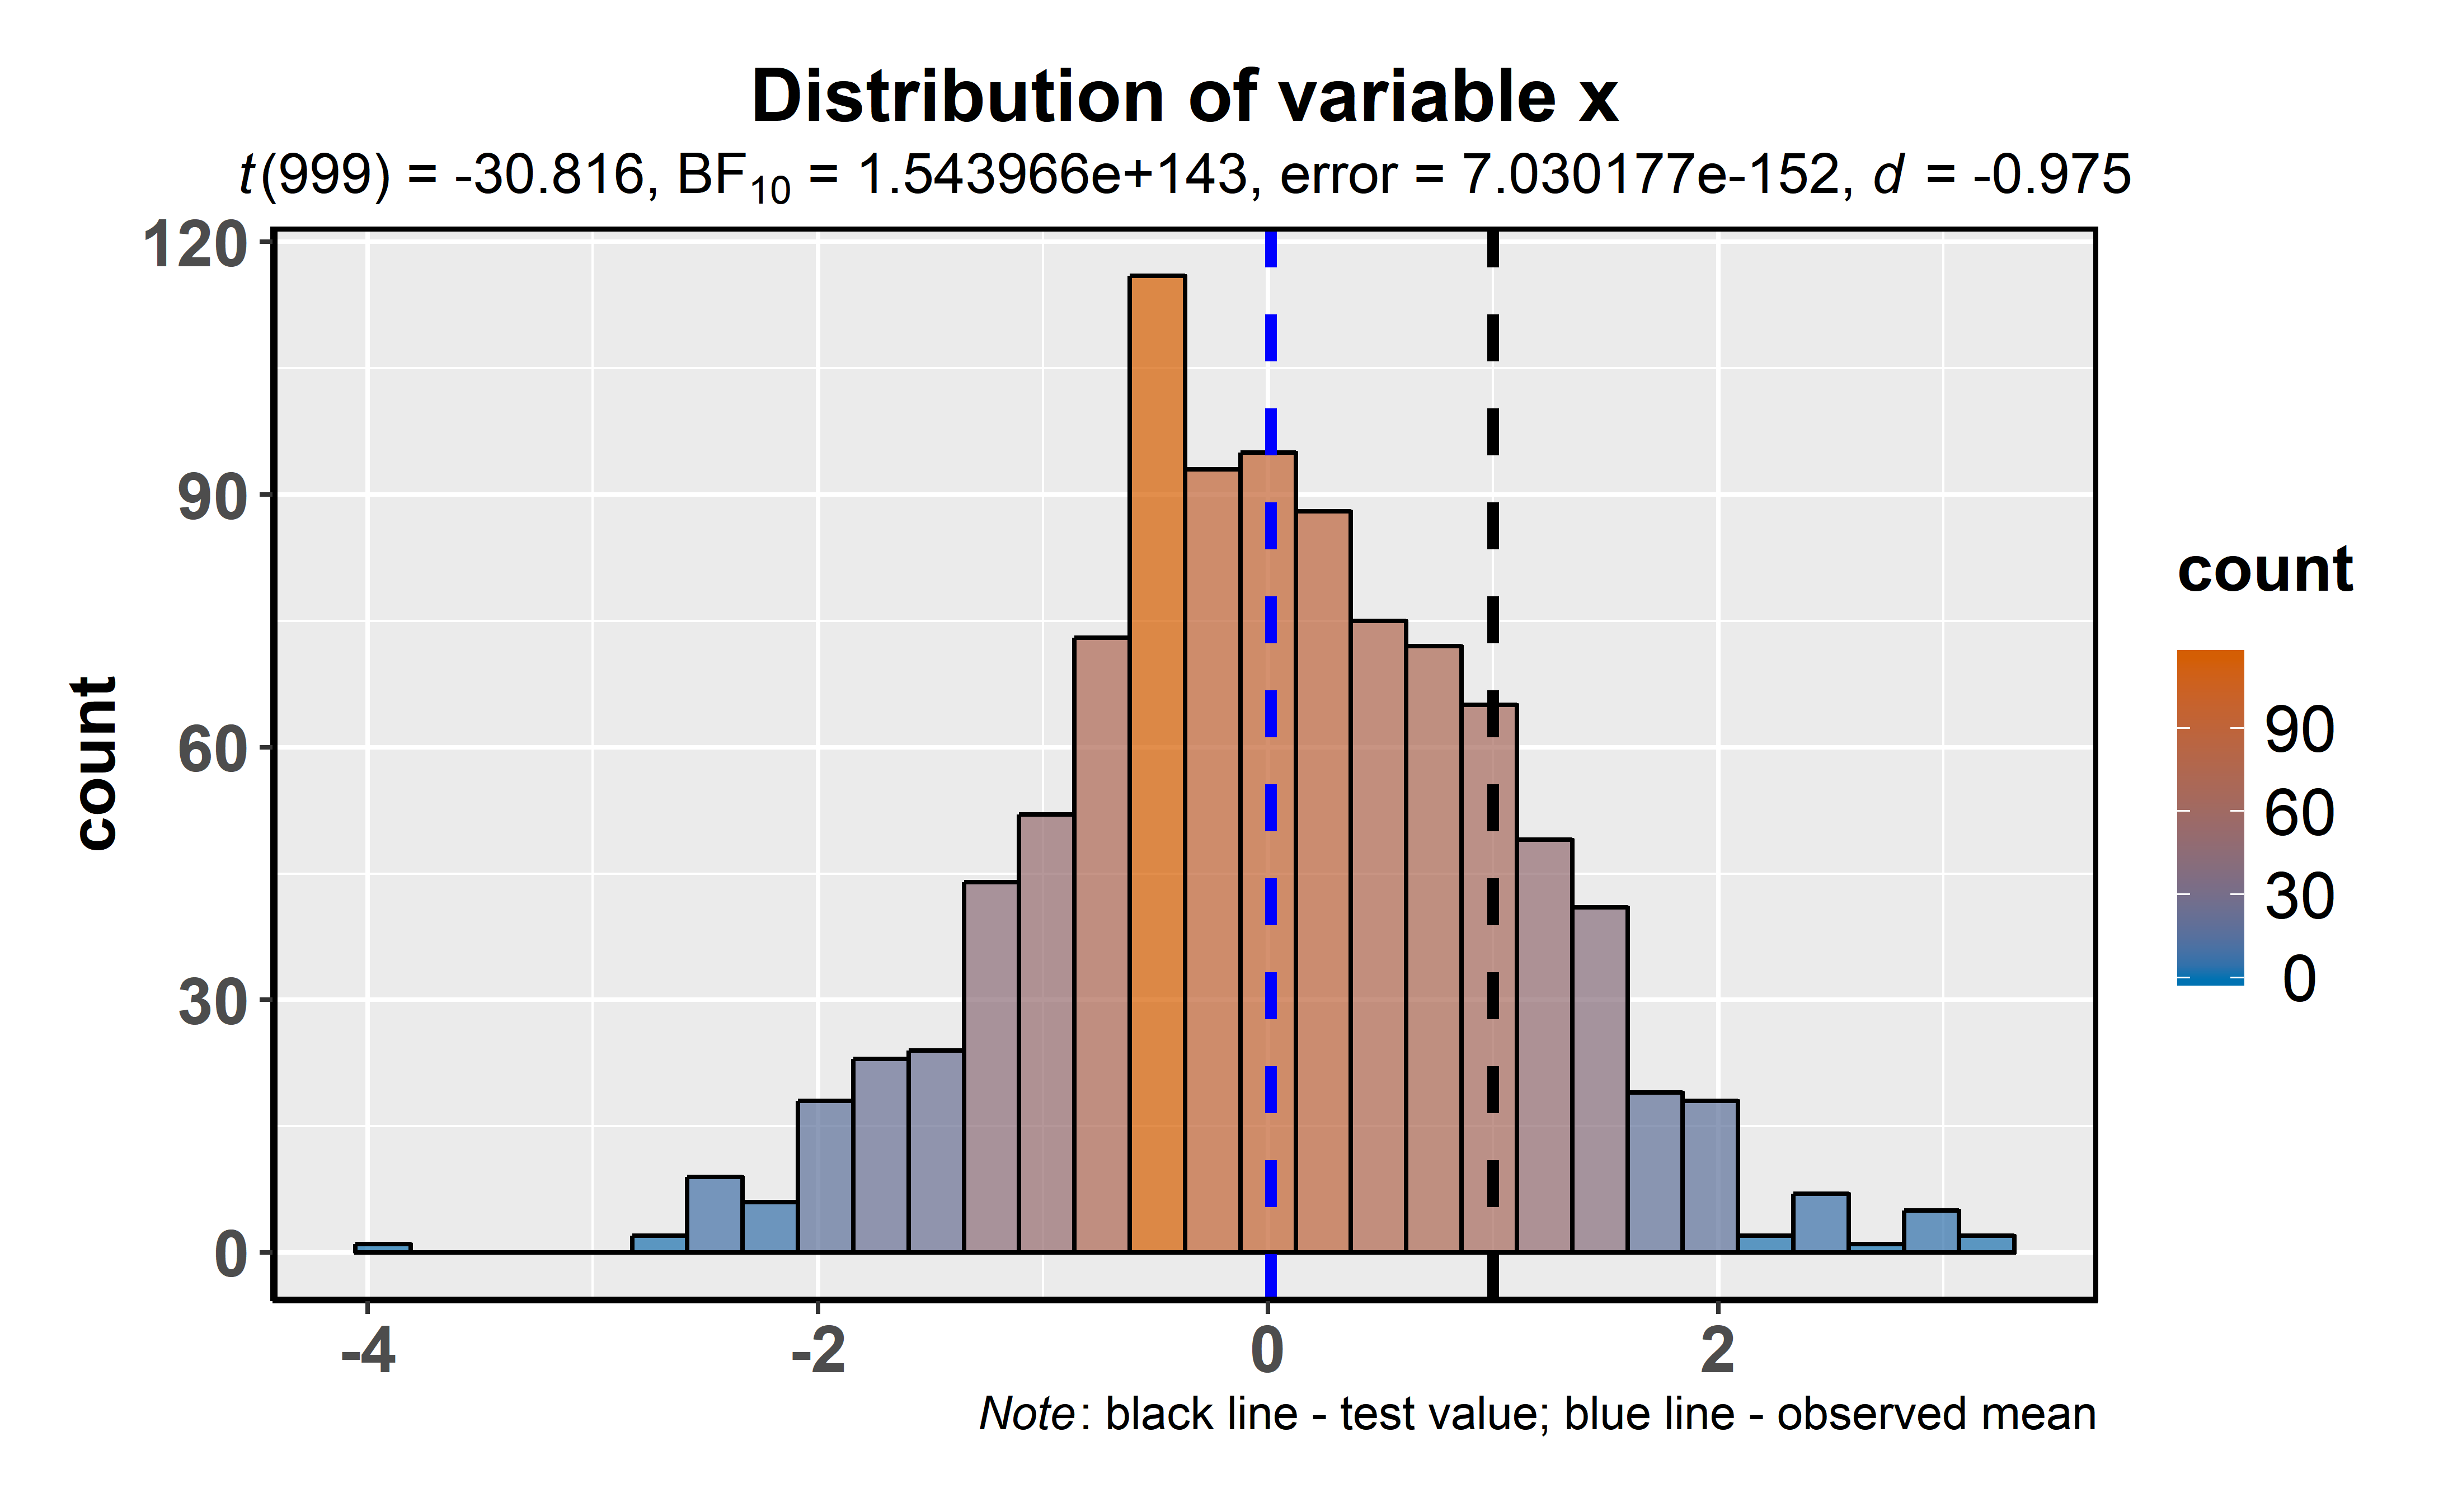 Distribution of variable x
t(999) = -30.816, BF10 = 1.543966e+143, error = 7.030177e-152, d = -0.975
120
90
60
30
0
count
-4 -2 0 2
Note: black line - test value; blue line - observed mean
count
90
60
30
0